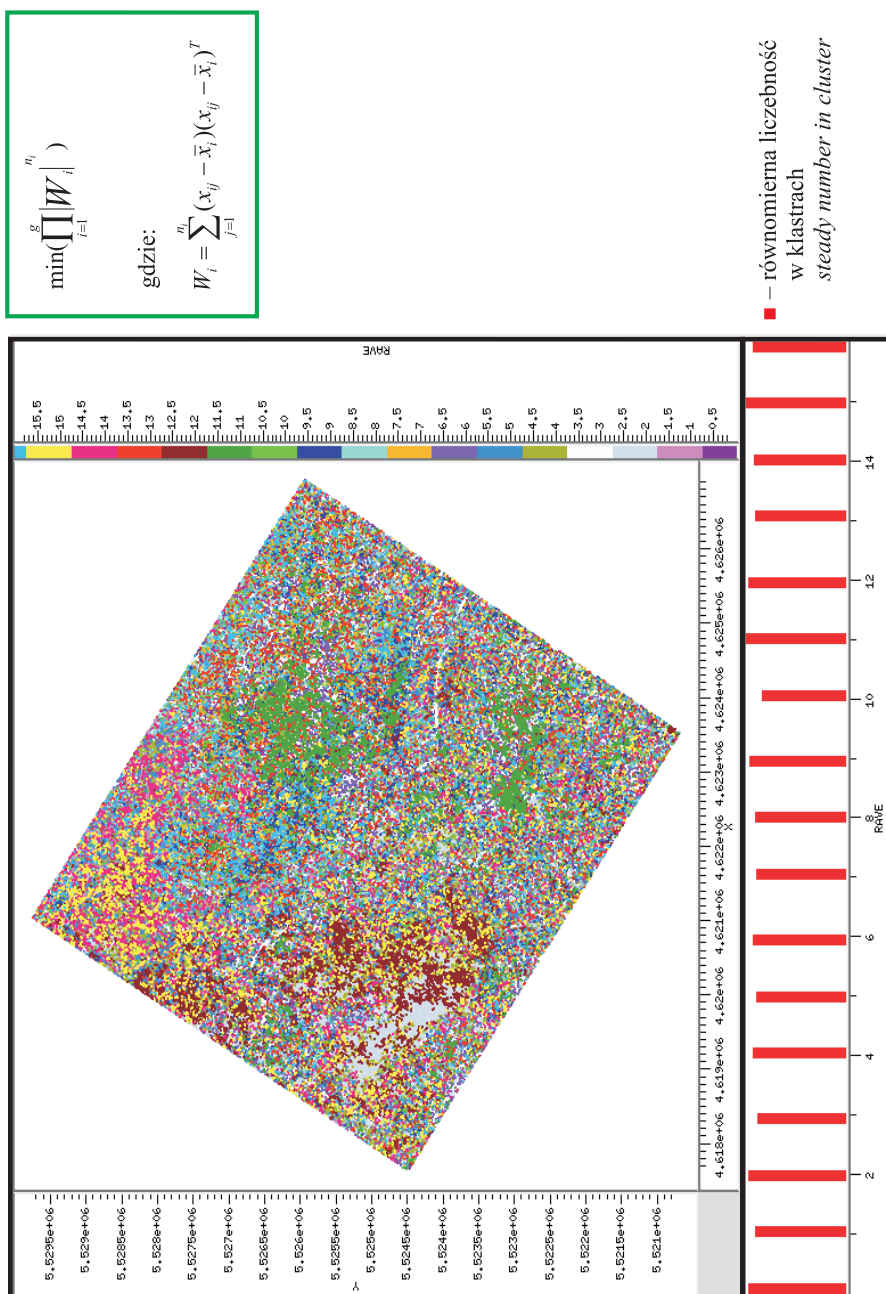 min(∏_{i=1}^{g} |W_i|^{n_i})
gdzie:
W_i = ∑_{j=1}^{n_i} (x_{ij} − x̄_i)(x_{ij} − x̄_i)^T
– równomierna liczebność
w klastrach
steady number in cluster
RAVE
15.5
15
14.5
14
13.5
13
12.5
12
11.5
11
10.5
10
9.5
9
8.5
8
7.5
7
6.5
6
5.5
5
4.5
4
3.5
3
2.5
2
1.5
1
0.5
Y
5.5295e+06
5.529e+06
5.5285e+06
5.528e+06
5.5275e+06
5.527e+06
5.5265e+06
5.526e+06
5.5255e+06
5.525e+06
5.5245e+06
5.524e+06
5.5235e+06
5.523e+06
5.5225e+06
5.522e+06
5.5215e+06
5.521e+06
4.618e+06
4.619e+06
4.62e+06
4.621e+06
4.622e+06
4.623e+06
4.624e+06
4.625e+06
4.626e+06
X
2
4
6
8
10
12
14
RAVE